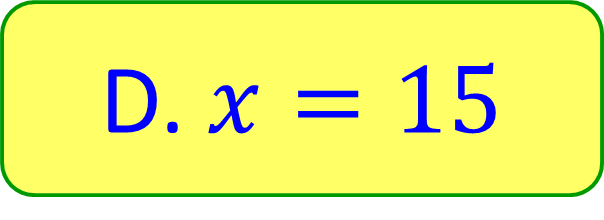 D. x = 15